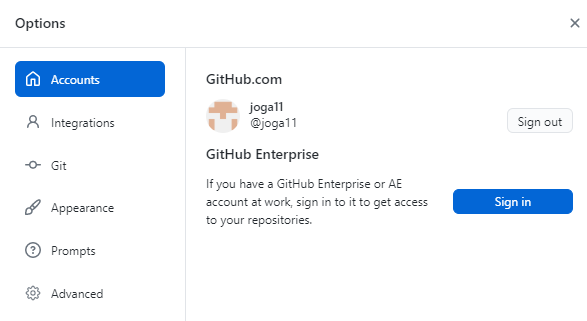 Options
Accounts
Integrations
Git
Appearance
Prompts
Advanced
GitHub.com
joga11
@joga11
Sign out
GitHub Enterprise
If you have a GitHub Enterprise or AE
account at work, sign in to it to get access
to your repositories.
Sign in